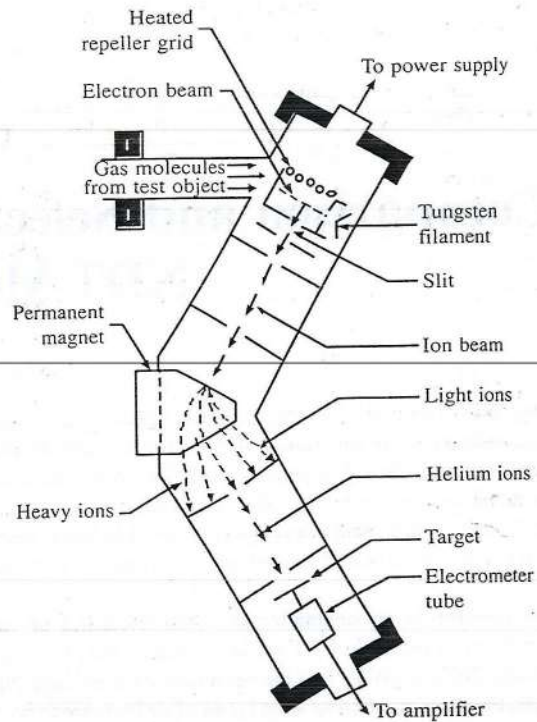 Heated
repeller grid
To power supply
Electron beam
Gas molecules
from test object
Tungsten
filament
Slit
Permanent
magnet
Ion beam
Light ions
Helium ions
Heavy ions
Target
Electrometer
tube
To amplifier